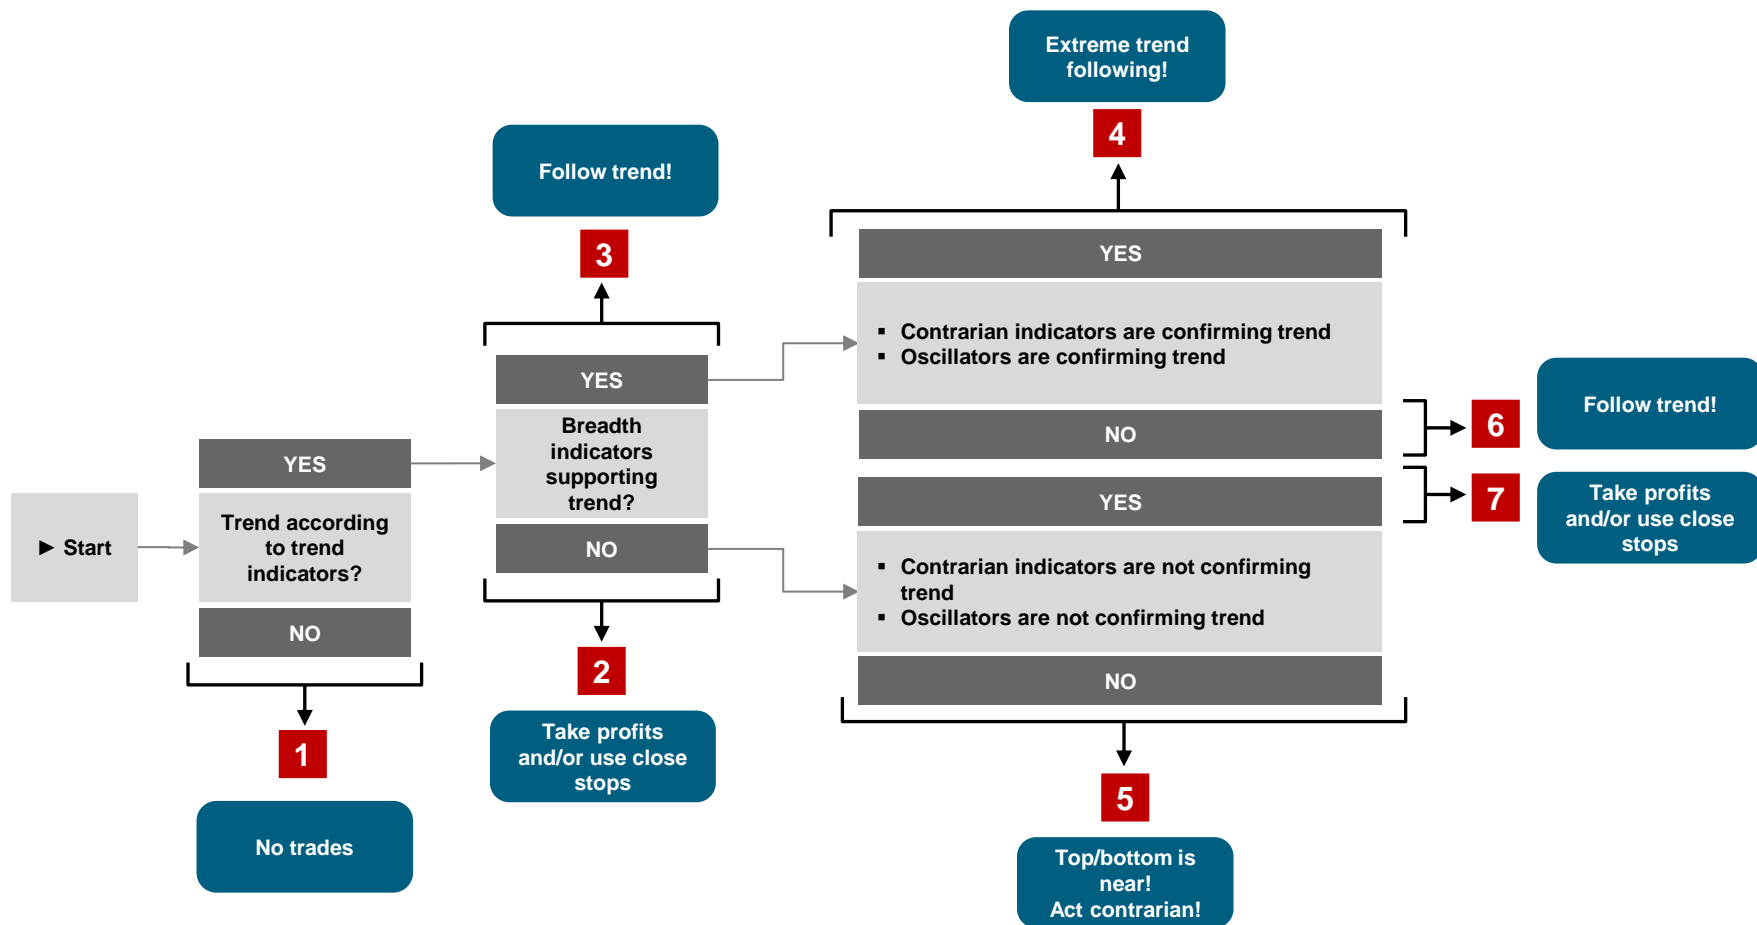 Extreme trend
following!
4
Follow trend!
3
YES
▪ Contrarian indicators are confirming trend
▪ Oscillators are confirming trend
NO
6
Follow trend!
YES
Breadth
indicators
supporting
trend?
NO
YES
Trend according
to trend
indicators?
NO
► Start
YES
7
Take profits
and/or use close
stops
▪ Contrarian indicators are not confirming
trend
▪ Oscillators are not confirming trend
NO
2
Take profits
and/or use close
stops
1
No trades
5
Top/bottom is
near!
Act contrarian!